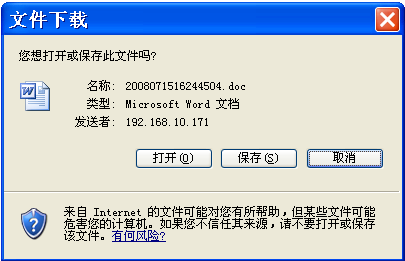 文件下载
您想打开或保存此文件吗?
名称: 2008071516244504.doc
类型: Microsoft Word 文档
发送者: 192.168.10.171
打开(O) 保存(S) 取消
来自 Internet 的文件可能对您有所帮助，但某些文件可能
危害您的计算机。如果您不信任其来源，请不要打开或保存
该文件。有何风险?